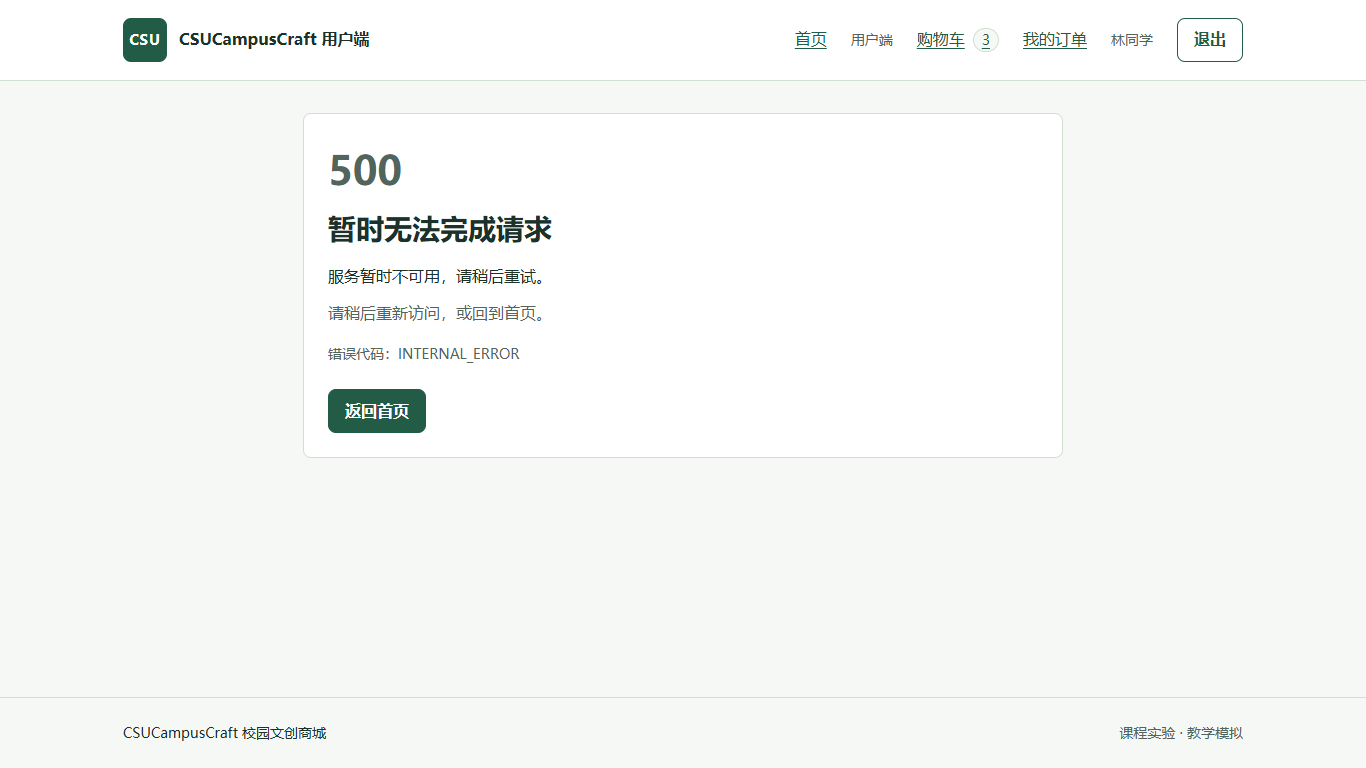 CSU CSUCampusCraft 用户端 首页 用户端 购物车 3 我的订单 林同学 退出
500
暂时无法完成请求
服务暂时不可用，请稍后重试。
请稍后重新访问，或回到首页。
错误代码：INTERNAL_ERROR
返回首页
CSUCampusCraft 校园文创商城 课程实验 · 教学模拟